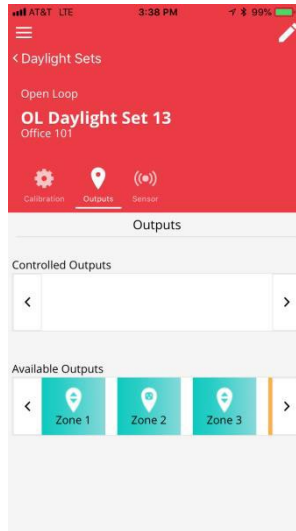 AT&T LTE 3:38 PM 99%
Daylight Sets
Open Loop
OL Daylight Set 13
Office 101
Calibration Outputs Sensor
Outputs
Controlled Outputs
Available Outputs
Zone 1 Zone 2 Zone 3